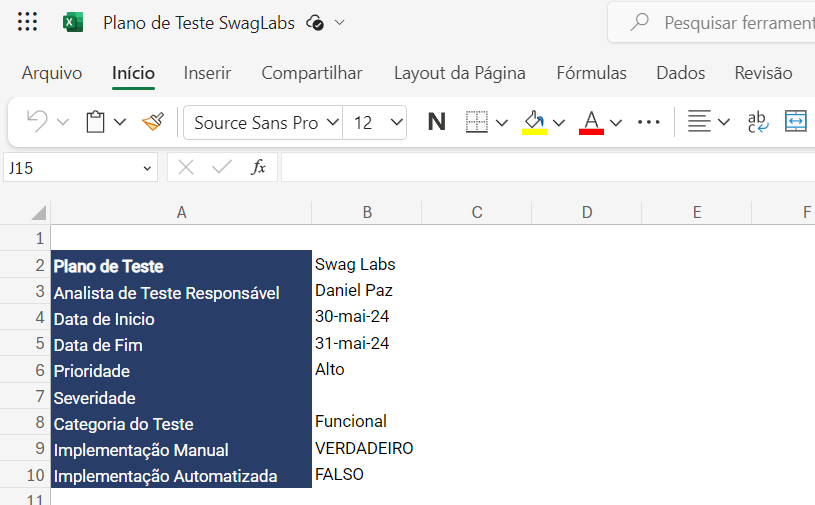 Plano de Teste SwagLabs
Pesquisar ferrament
Arquivo Início Inserir Compartilhar Layout da Página Fórmulas Dados Revisão
Source Sans Pro 12 N A ab c
J15 fx
A B C D E F
1
2 Plano de Teste Swag Labs
3 Analista de Teste Responsável Daniel Paz
4 Data de Inicio 30-mai-24
5 Data de Fim 31-mai-24
6 Prioridade Alto
7 Severidade
8 Categoria do Teste Funcional
9 Implementação Manual VERDADEIRO
10 Implementação Automatizada FALSO
11